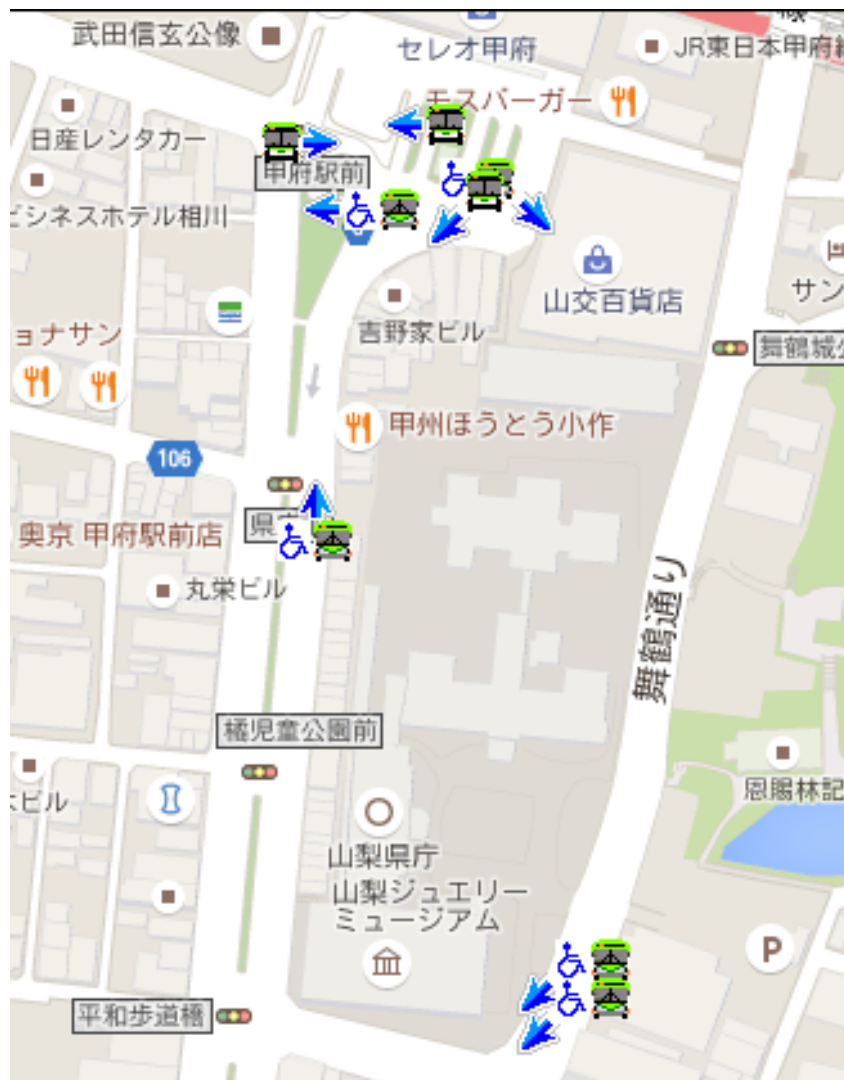 武田信玄公像
セレオ甲府
JR東日本甲府
モスバーガー
日産レンタカー
甲府駅前
ビジネスホテル相川
山交百貨店
サン
ョナサン
吉野家ビル
舞鶴城公
甲州ほうとう小作
106
県庁
奥京 甲府駅前店
丸栄ビル
舞鶴通り
橘児童公園前
ビル
恩賜林記
山梨県庁
山梨ジュエリー
ミュージアム
P
平和歩道橋